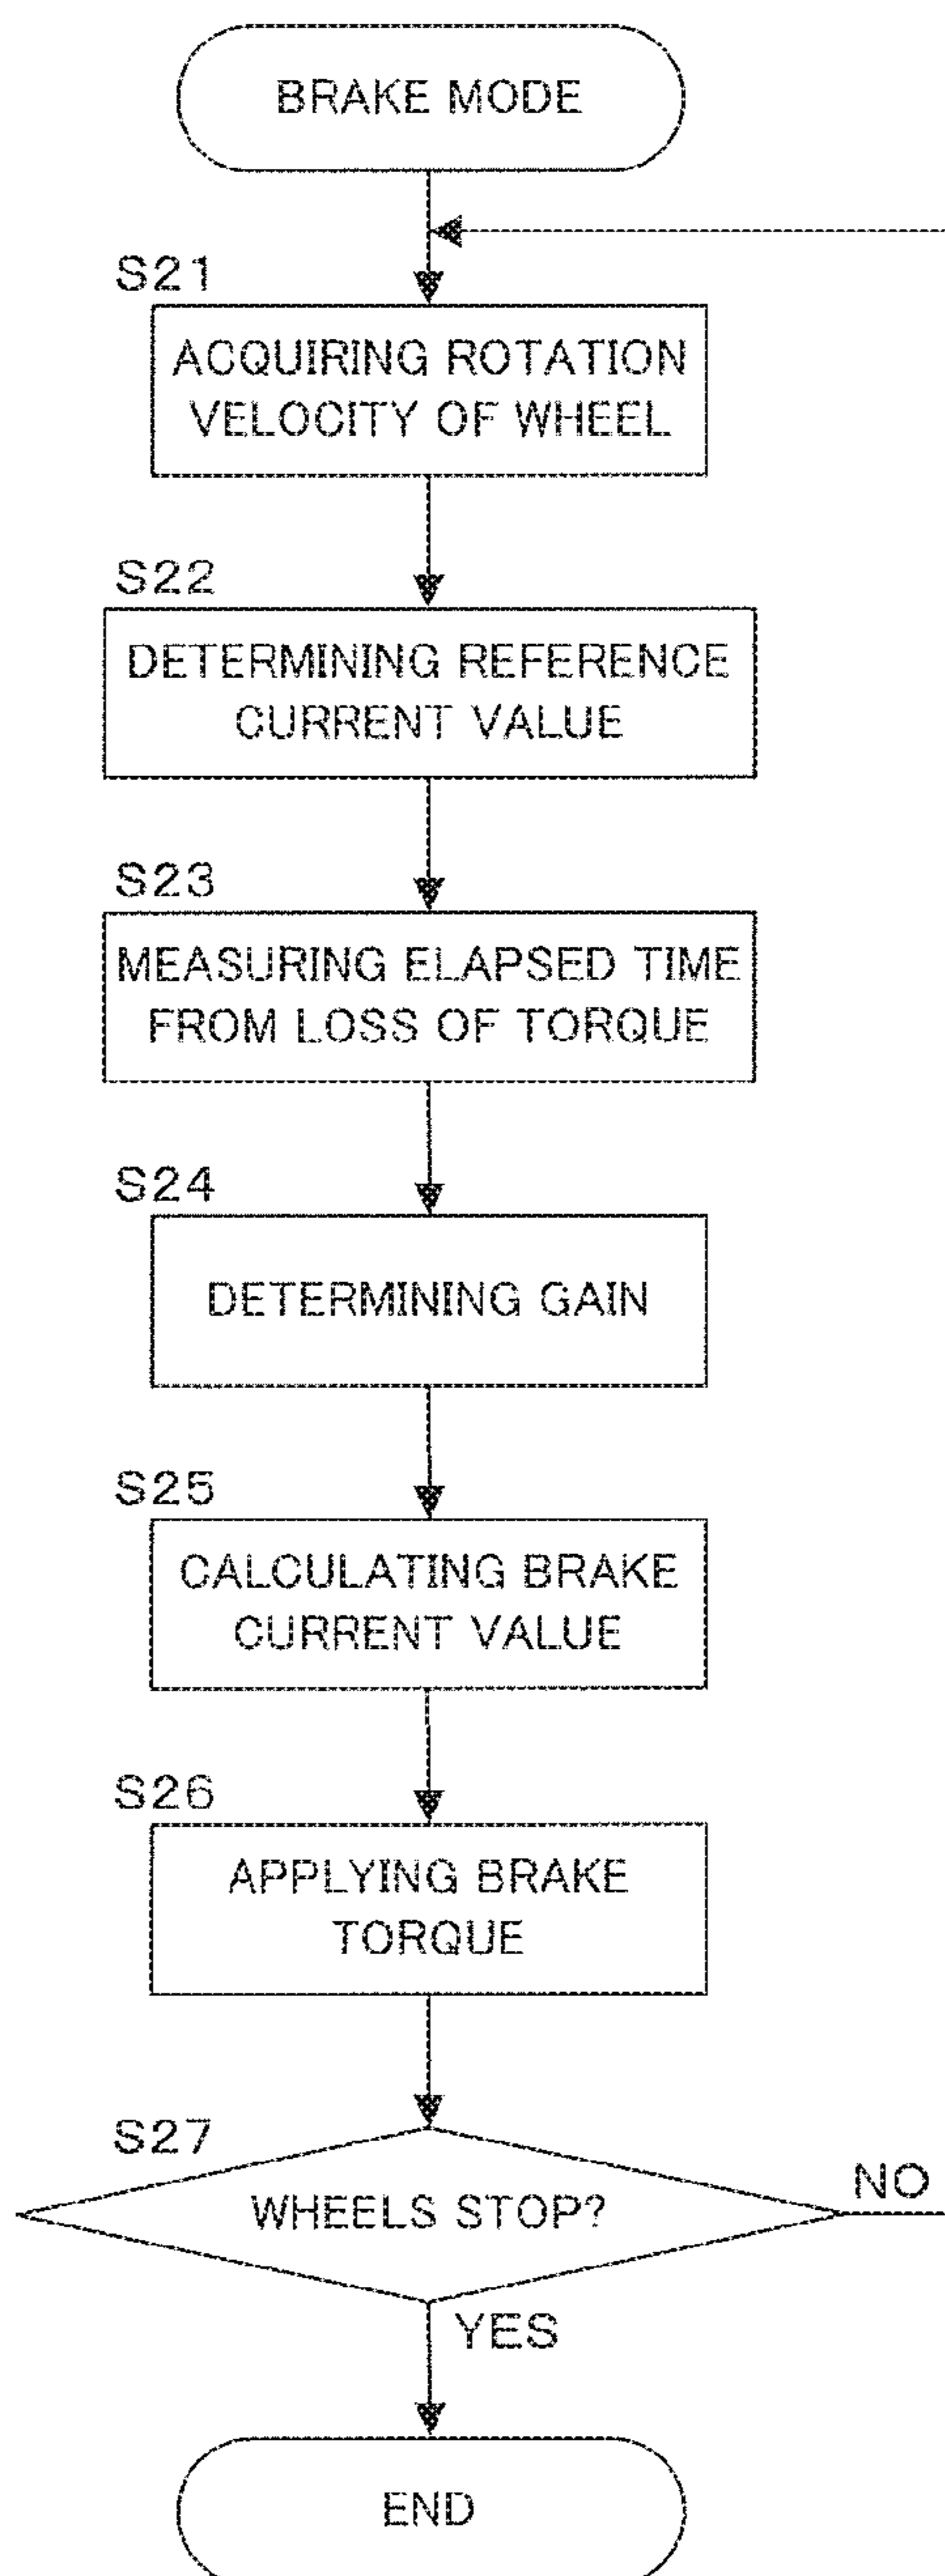 BRAKE MODE
S21
ACQUIRING ROTATION
VELOCITY OF WHEEL
S22
DETERMINING REFERENCE
CURRENT VALUE
S23
MEASURING ELAPSED TIME
FROM LOSS OF TORQUE
S24
DETERMINING GAIN
S25
CALCULATING BRAKE
CURRENT VALUE
S26
APPLYING BRAKE
TORQUE
S27
WHEELS STOP?
NO
YES
END